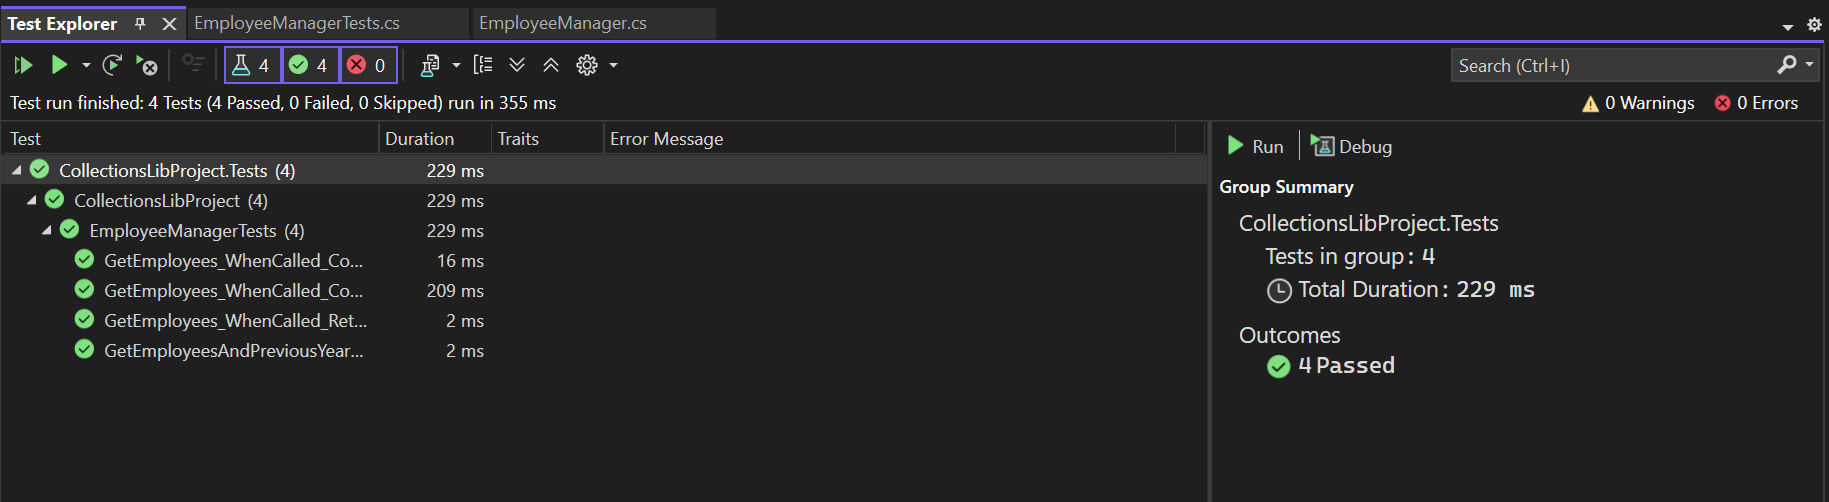 Test Explorer EmployeeManagerTests.cs EmployeeManager.cs
4 4 0 Search (Ctrl+I)
Test run finished: 4 Tests (4 Passed, 0 Failed, 0 Skipped) run in 355 ms 0 Warnings 0 Errors
Test Duration Traits Error Message
CollectionsLibProject.Tests (4) 229 ms
CollectionsLibProject (4) 229 ms
EmployeeManagerTests (4) 229 ms
GetEmployees_WhenCalled_Co... 16 ms
GetEmployees_WhenCalled_Co... 209 ms
GetEmployees_WhenCalled_Ret... 2 ms
GetEmployeesAndPreviousYear... 2 ms
Run Debug
Group Summary
CollectionsLibProject.Tests
Tests in group: 4
Total Duration: 229 ms
Outcomes
4 Passed